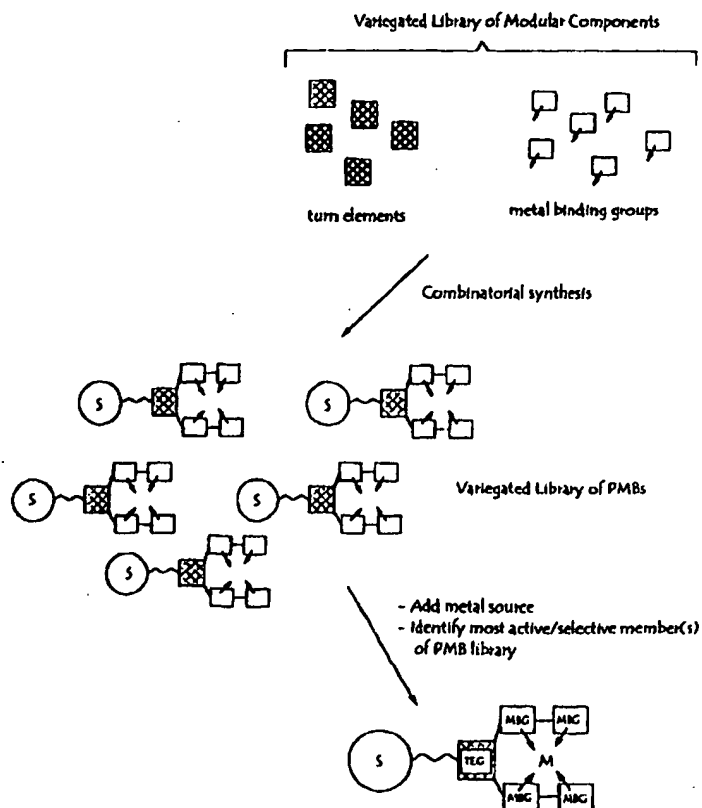 Variegated Library of Modular Components
turn elements
metal binding groups
Combinatorial synthesis
S
S
S
S
Variegated Library of PMBs
S
- Add metal source
- Identify most active/selective member(s)
of PMB library
MBG
MBG
S
TEG
M
MBG
MBG